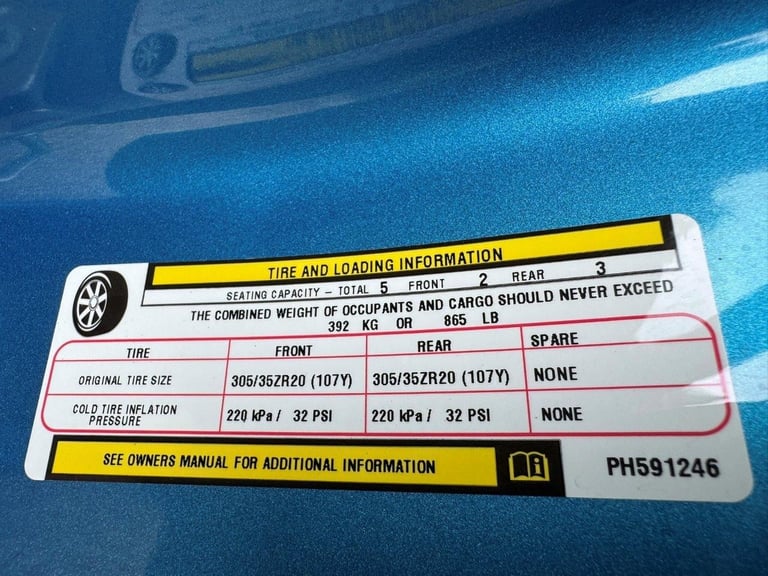 TIRE AND LOADING INFORMATION
SEATING CAPACITY – TOTAL 5 FRONT 2 REAR 3
THE COMBINED WEIGHT OF OCCUPANTS AND CARGO SHOULD NEVER EXCEED
392 KG OR 865 LB
TIRE FRONT REAR SPARE
ORIGINAL TIRE SIZE 305/35ZR20 (107Y) 305/35ZR20 (107Y) NONE
COLD TIRE INFLATION PRESSURE 220 kPa / 32 PSI 220 kPa / 32 PSI NONE
SEE OWNERS MANUAL FOR ADDITIONAL INFORMATION
PH591246